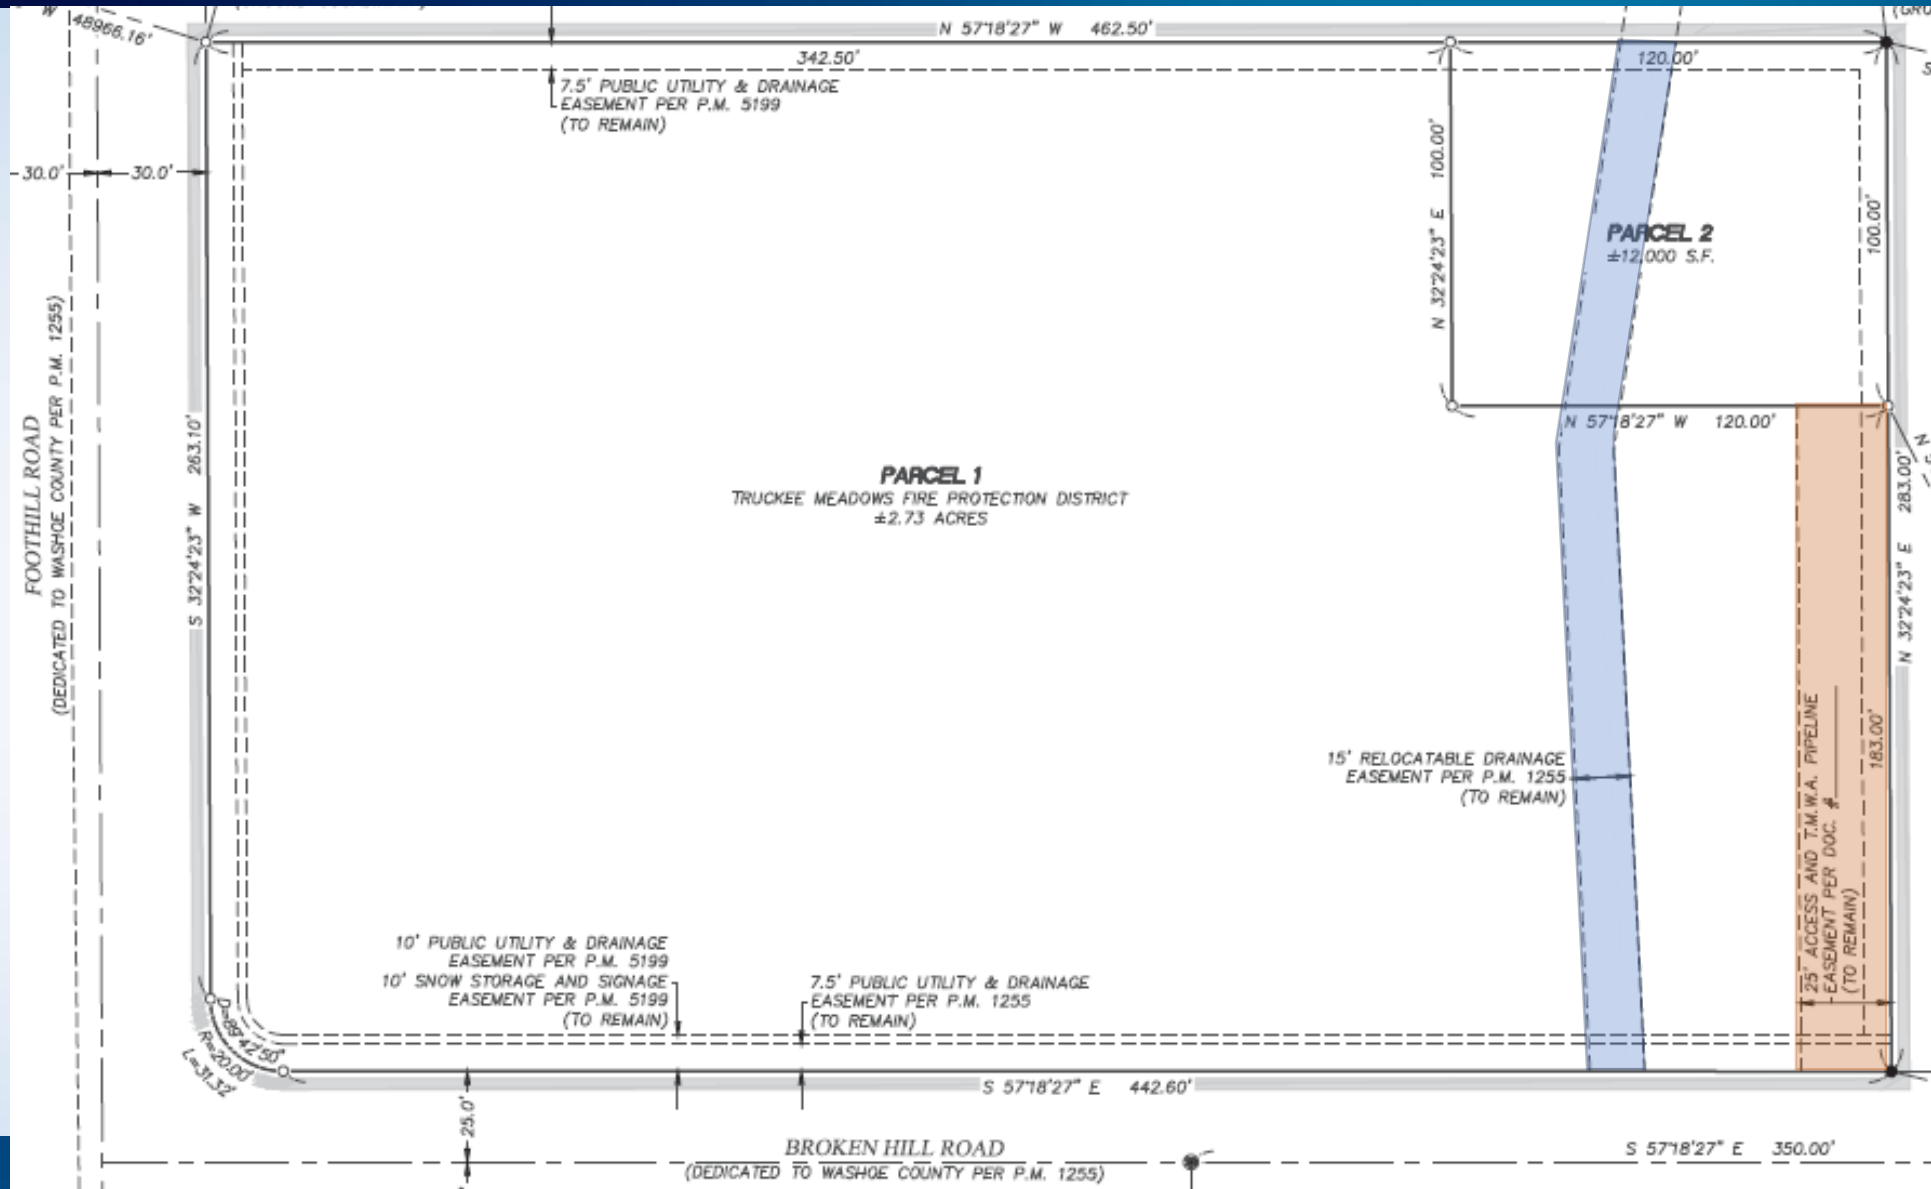 W
48966.16'
N 57°18'27" W 462.50'
(GRO
342.50'
120.00'
S
7.5' PUBLIC UTILITY & DRAINAGE
EASEMENT PER P.M. 5199
(TO REMAIN)
30.0'
30.0'
N 32°24'23" E 100.00'
PARCEL 2
±12,000 S.F.
100.00'
N 57°18'27" W 120.00'
FOOTHILL ROAD
(DEDICATED TO WASHOE COUNTY PER P.M. 1255)
S 32°24'23" W 263.10'
PARCEL 1
TRUCKEE MEADOWS FIRE PROTECTION DISTRICT
±2.73 ACRES
N 32°24'23" E 283.00'
N
15' RELOCATABLE DRAINAGE
EASEMENT PER P.M. 1255
(TO REMAIN)
25' ACCESS AND T.M.W.A. PIPELINE
EASEMENT PER DOC. #
(TO REMAIN)
183.00'
10' PUBLIC UTILITY & DRAINAGE
EASEMENT PER P.M. 5199
10' SNOW STORAGE AND SIGNAGE
EASEMENT PER P.M. 5199
(TO REMAIN)
7.5' PUBLIC UTILITY & DRAINAGE
EASEMENT PER P.M. 1255
(TO REMAIN)
D=89°42'50"
R=20.00'
L=31.32'
S 57°18'27" E 442.60'
25.0'
BROKEN HILL ROAD
(DEDICATED TO WASHOE COUNTY PER P.M. 1255)
S 57°18'27" E 350.00'